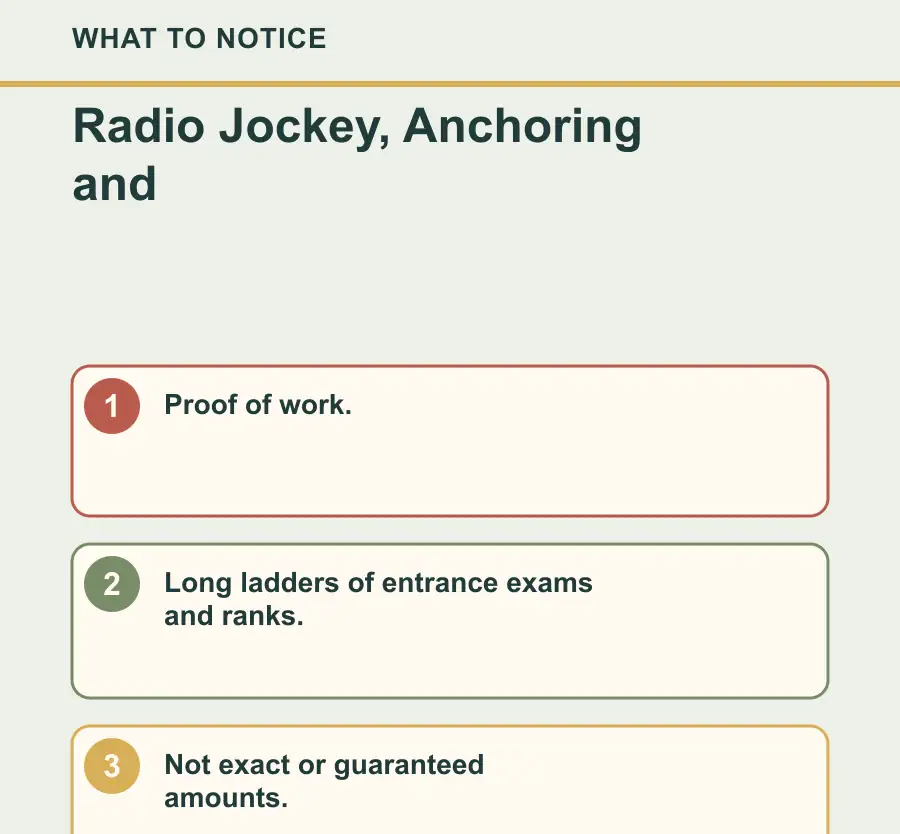 WHAT TO NOTICE
Radio Jockey, Anchoring
and
1 Proof of work.
2 Long ladders of entrance exams
and ranks.
3 Not exact or guaranteed
amounts.